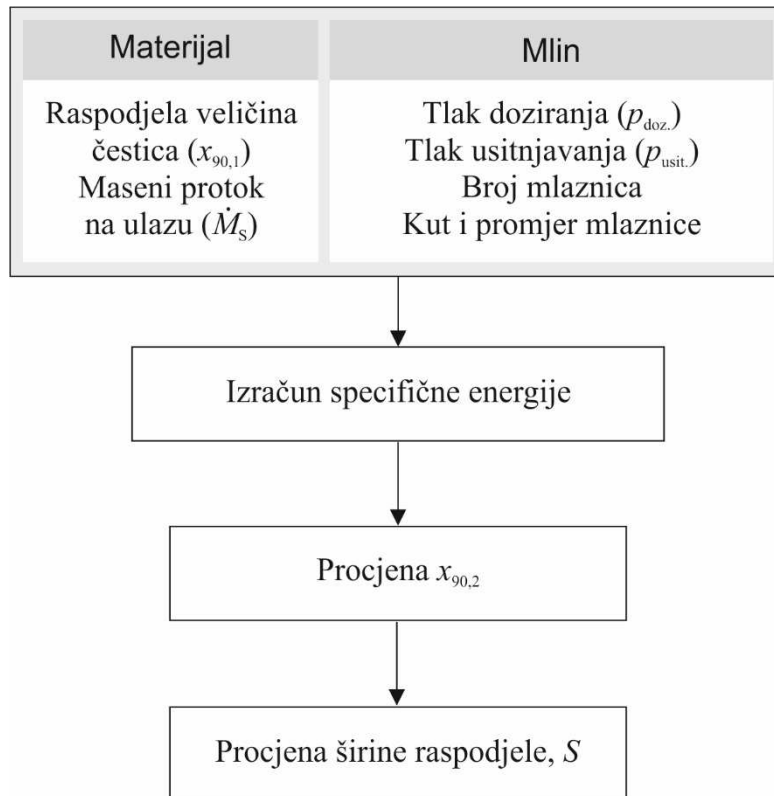 Materijal
Raspodjela veličina
čestica (x90,1)
Maseni protok
na ulazu (Ṁs)
Mlin
Tlak doziranja (pdoz.)
Tlak usitnjavanja (pusit.)
Broj mlaznica
Kut i promjer mlaznice
Izračun specifične energije
Procjena x90,2
Procjena širine raspodjele, S